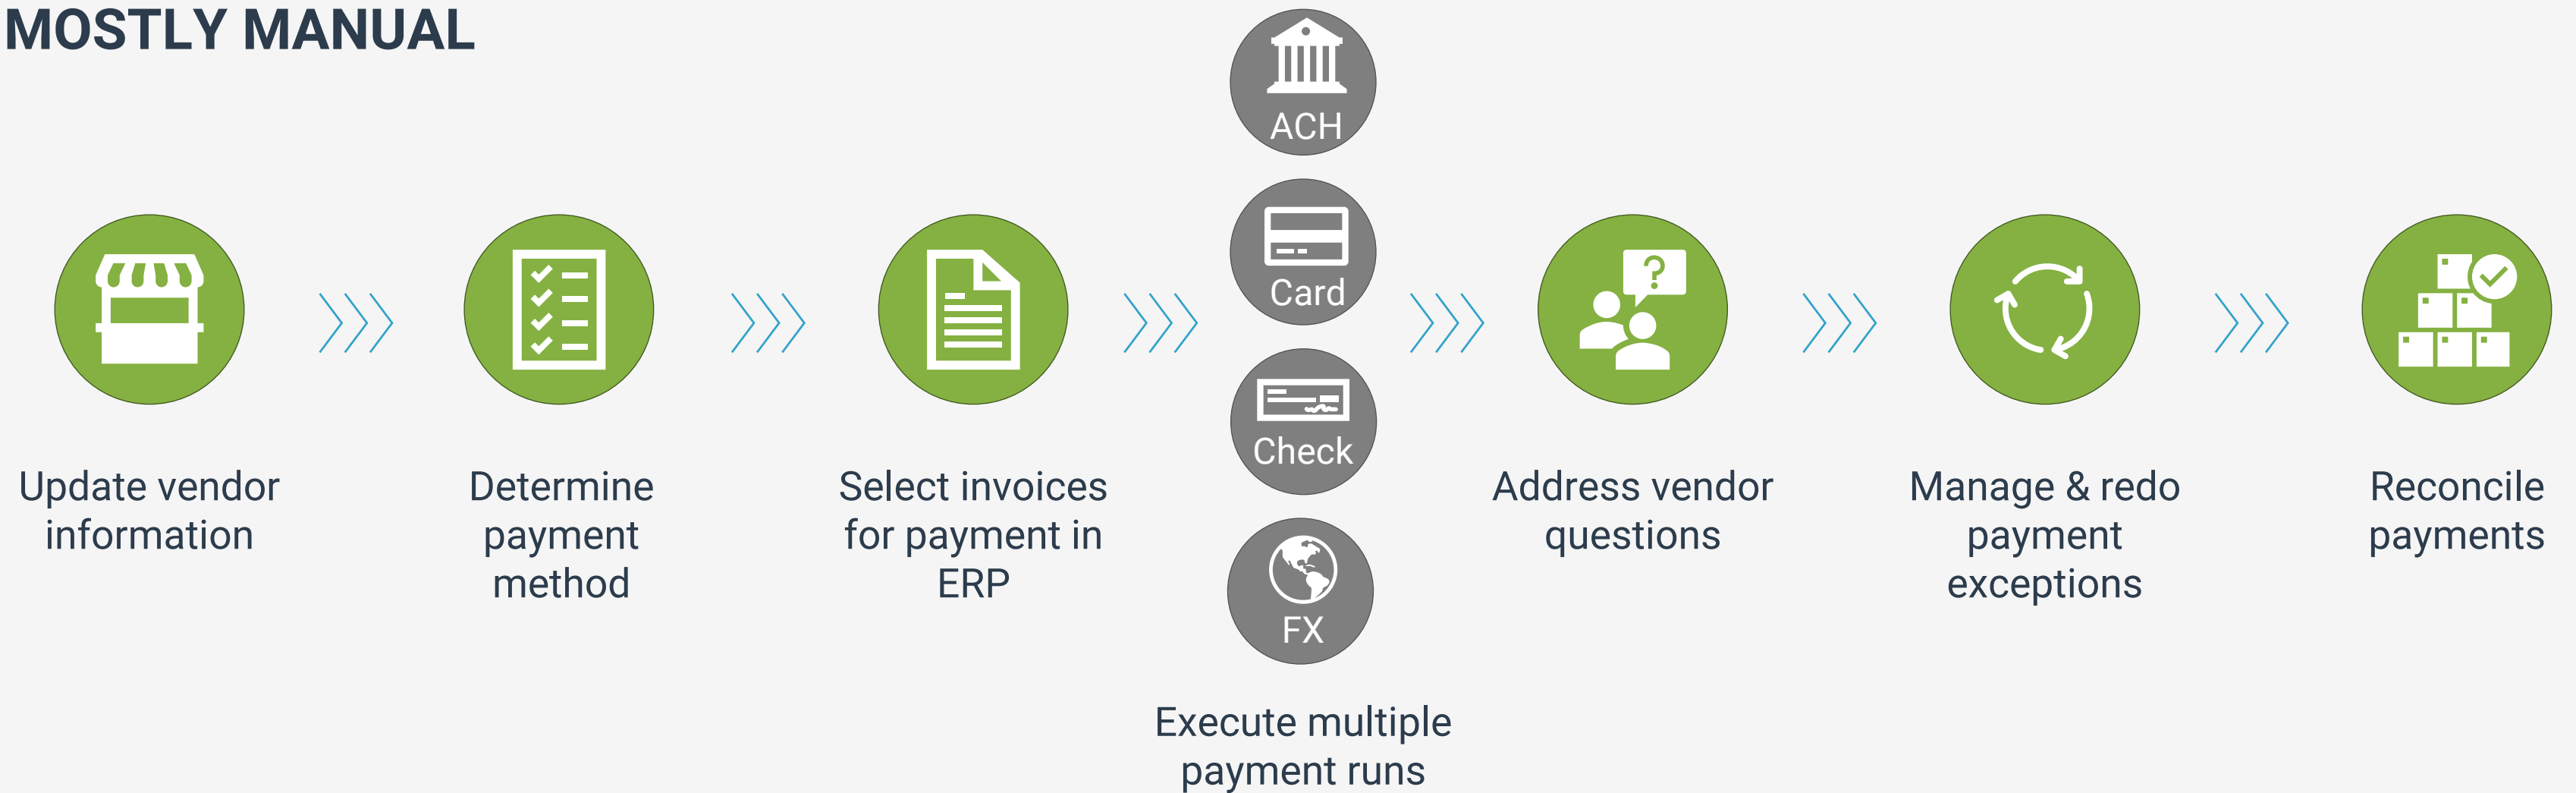 MOSTLY MANUAL
Update vendor
information
Determine
payment
method
Select invoices
for payment in
ERP
ACH
Card
Check
FX
Execute multiple
payment runs
?
Address vendor
questions
Manage & redo
payment
exceptions
Reconcile
payments